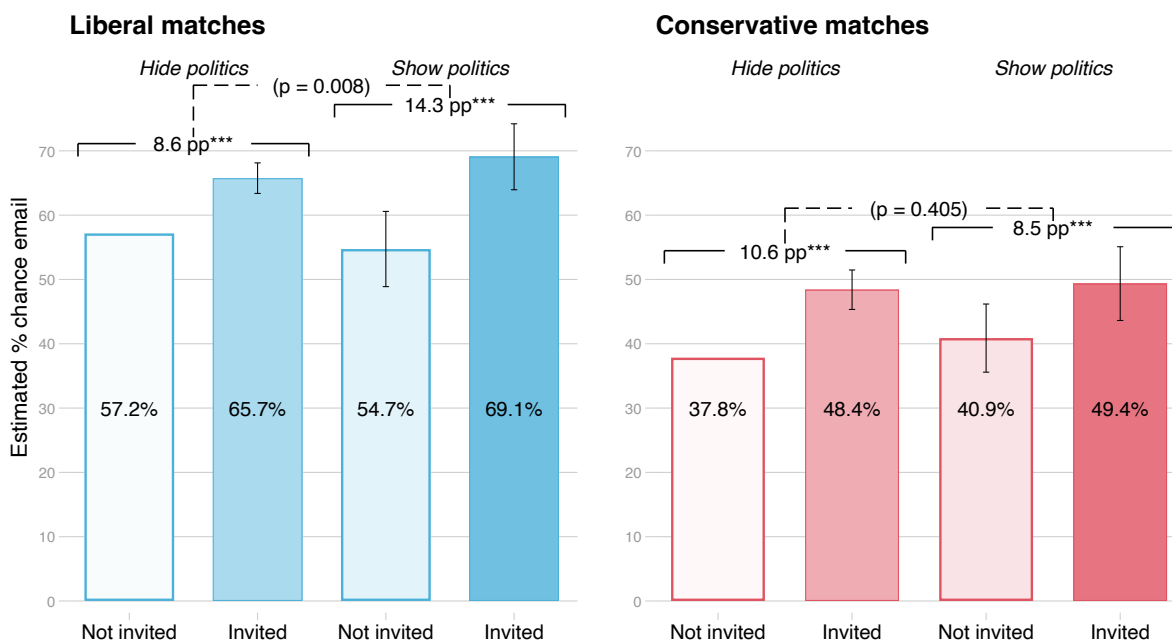 Liberal matches
Conservative matches
Hide politics
Show politics
Hide politics
Show politics
(p = 0.008)
14.3 pp***
8.6 pp***
(p = 0.405)
8.5 pp***
10.6 pp***
Estimated % chance email
70
60
50
40
30
20
10
0
57.2%
65.7%
54.7%
69.1%
Not invited
Invited
Not invited
Invited
70
60
50
40
30
20
10
0
37.8%
48.4%
40.9%
49.4%
Not invited
Invited
Not invited
Invited